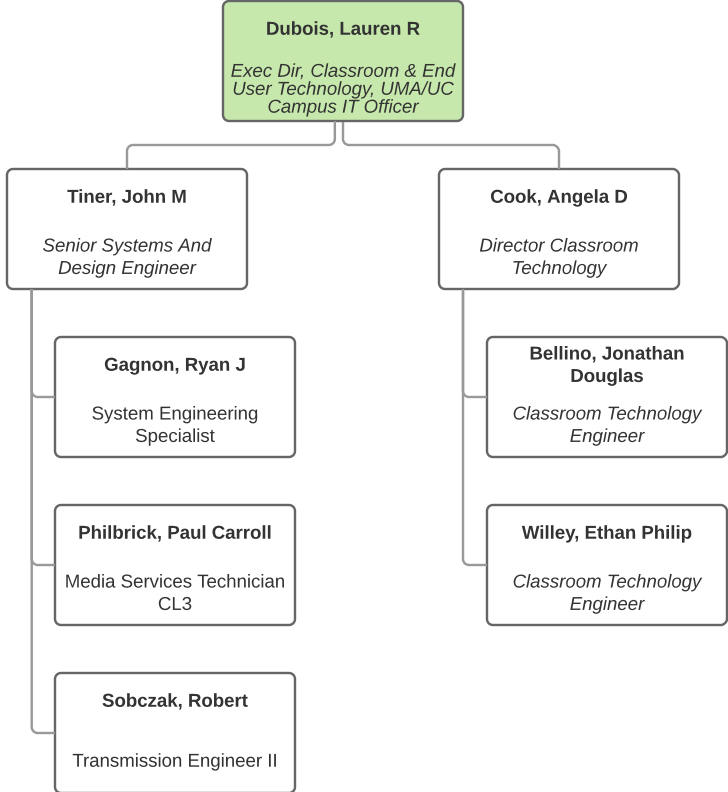 Dubois, Lauren R
Exec Dir, Classroom & End
User Technology, UMA/UC
Campus IT Officer
Tiner, John M
Senior Systems And
Design Engineer
Gagnon, Ryan J
System Engineering
Specialist
Philbrick, Paul Carroll
Media Services Technician
CL3
Sobczak, Robert
Transmission Engineer II
Cook, Angela D
Director Classroom
Technology
Bellino, Jonathan
Douglas
Classroom Technology
Engineer
Willey, Ethan Philip
Classroom Technology
Engineer